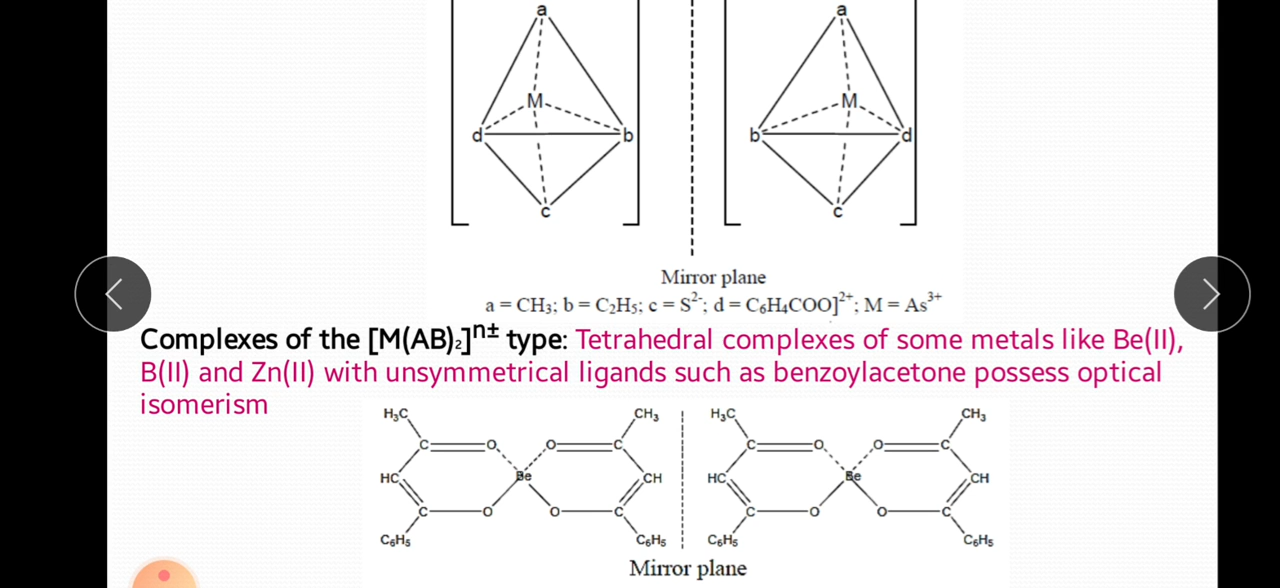 a a
M M
d b b d
c c
Mirror plane
a = CH₃; b = C₂H₅; c = S²⁻; d = C₆H₄COO]²⁺; M = As³⁺
Complexes of the [M(AB)₂]ⁿ± type: Tetrahedral complexes of some metals like Be(II),
B(II) and Zn(II) with unsymmetrical ligands such as benzoylacetone possess optical
isomerism
H₃C CH₃ H₃C CH₃
C O O C C O O C
HC Be CH HC Be CH
C O O C C O O C
C₆H₅ C₆H₅ C₆H₅ C₆H₅
Mirror plane